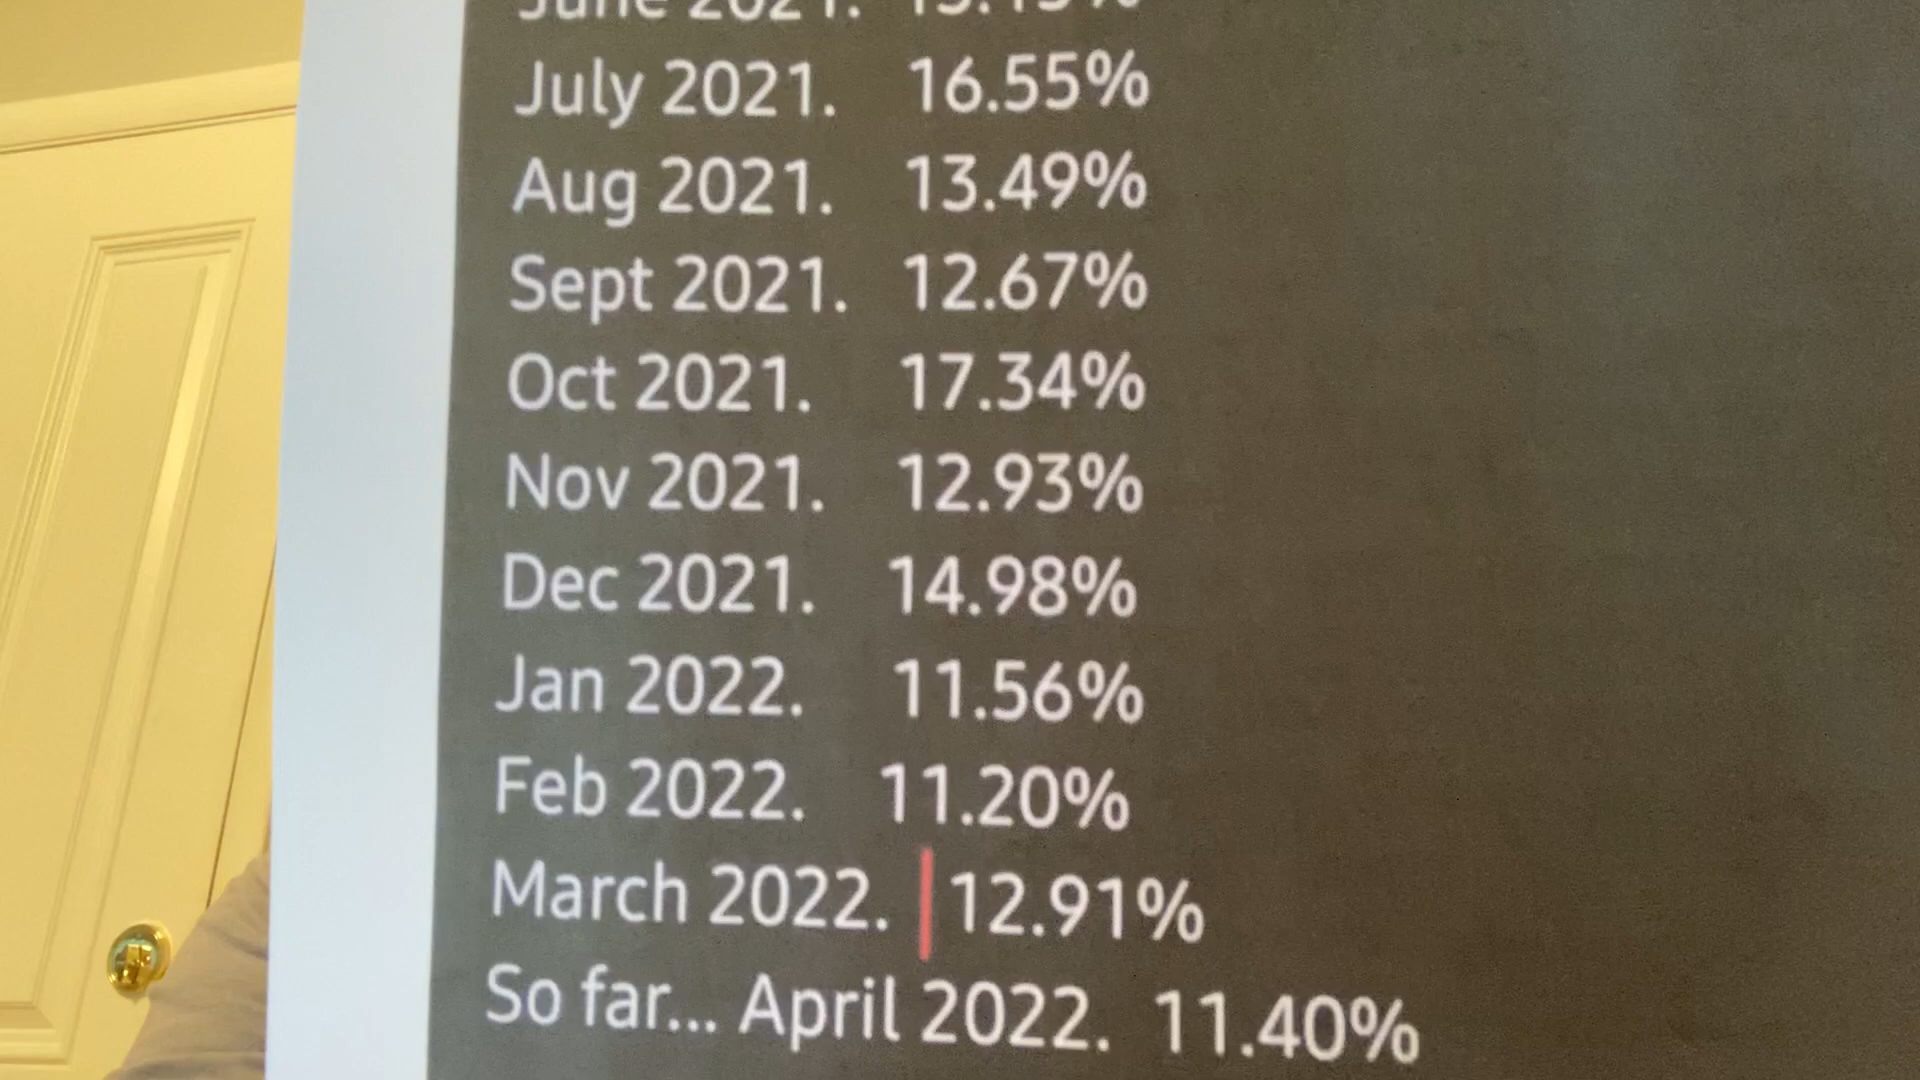 June 2021.
July 2021. 16.55%
Aug 2021. 13.49%
Sept 2021. 12.67%
Oct 2021. 17.34%
Nov 2021. 12.93%
Dec 2021. 14.98%
Jan 2022. 11.56%
Feb 2022. 11.20%
March 2022. 12.91%
So far... April 2022. 11.40%